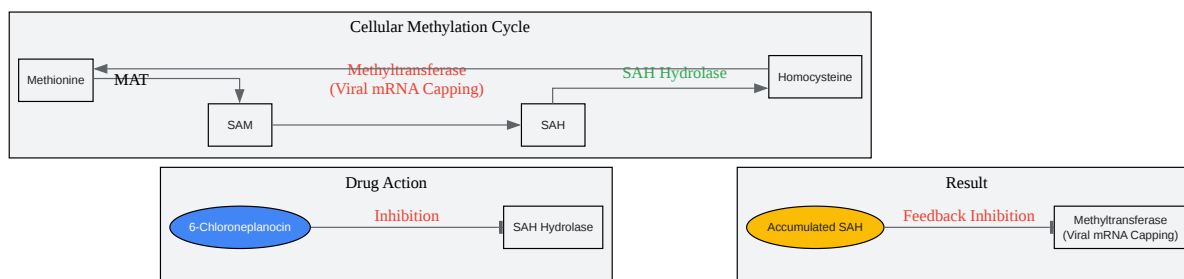 Cellular Methylation Cycle
Methionine
MAT
Methyltransferase
(Viral mRNA Capping)
SAH Hydrolase
Homocysteine
SAM
SAH
Drug Action
6-Chloroneplanocin
Inhibition
SAH Hydrolase
Result
Accumulated SAH
Feedback Inhibition
Methyltransferase
(Viral mRNA Capping)